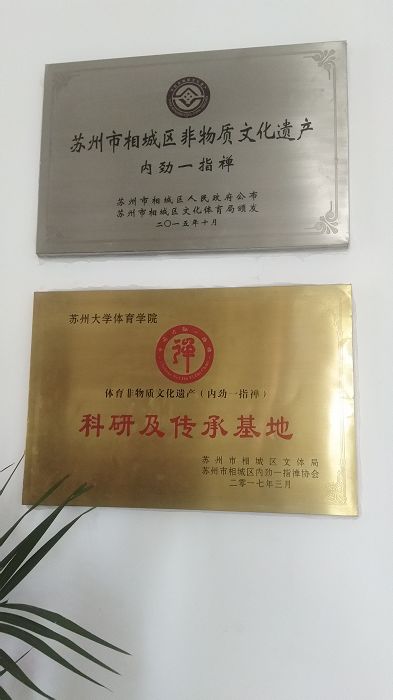 苏州市相城区非物质文化遗产
内劲一指禅
苏州市相城区人民政府公布
苏州市相城区文化体育局颁发
二〇一五年十月
苏州大学体育学院
禅
体育非物质文化遗产(内劲一指禅)
科研及传承基地
苏州市相城区文体局
苏州市相城区内劲一指禅协会
二零一七年三月